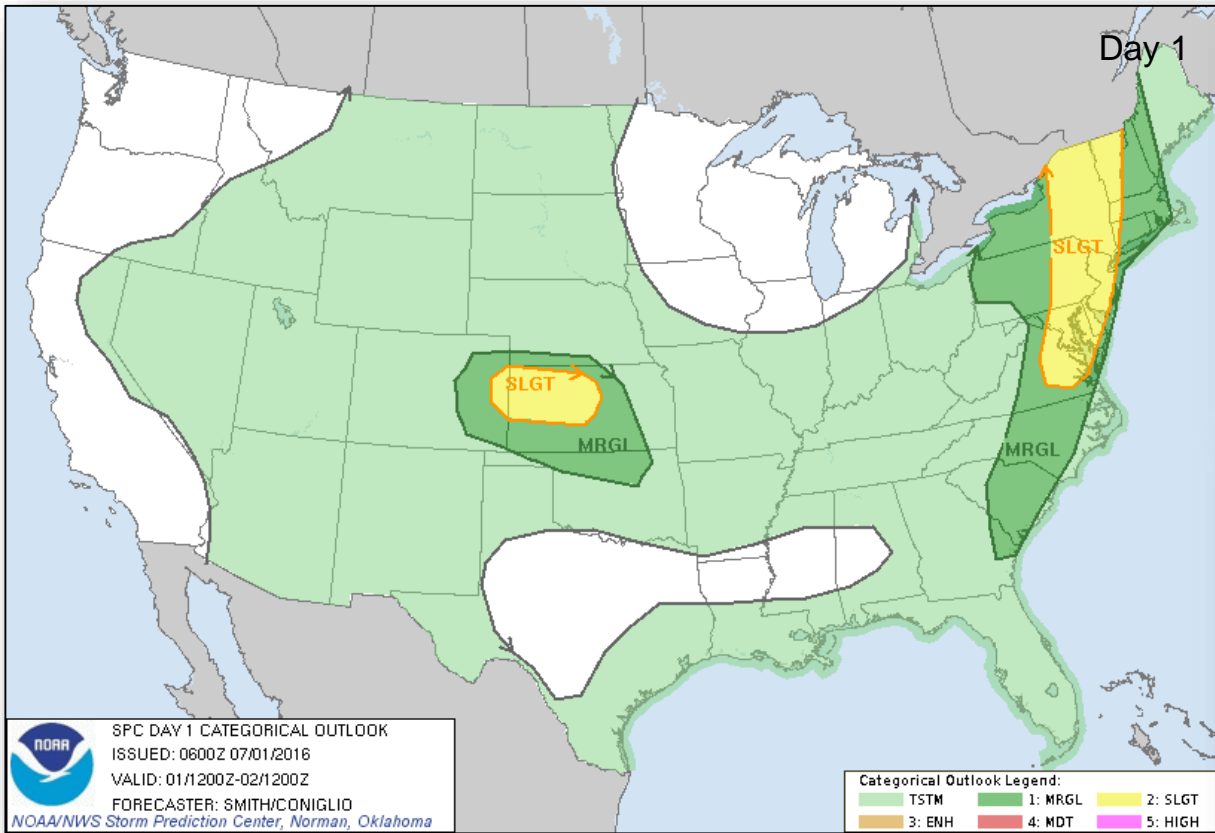 Day 1
SLGT
SLGT
MRGL
MRGL
NOAA
SPC DAY 1 CATEGORICAL OUTLOOK
ISSUED: 0600Z 07/01/2016
VALID: 01/1200Z-02/1200Z
FORECASTER: SMITH/CONIGLIO
NOAA/NWS Storm Prediction Center, Norman, Oklahoma
Categorical Outlook Legend:
TSTM 1: MRGL 2: SLGT
3: ENH 4: MDT 5: HIGH